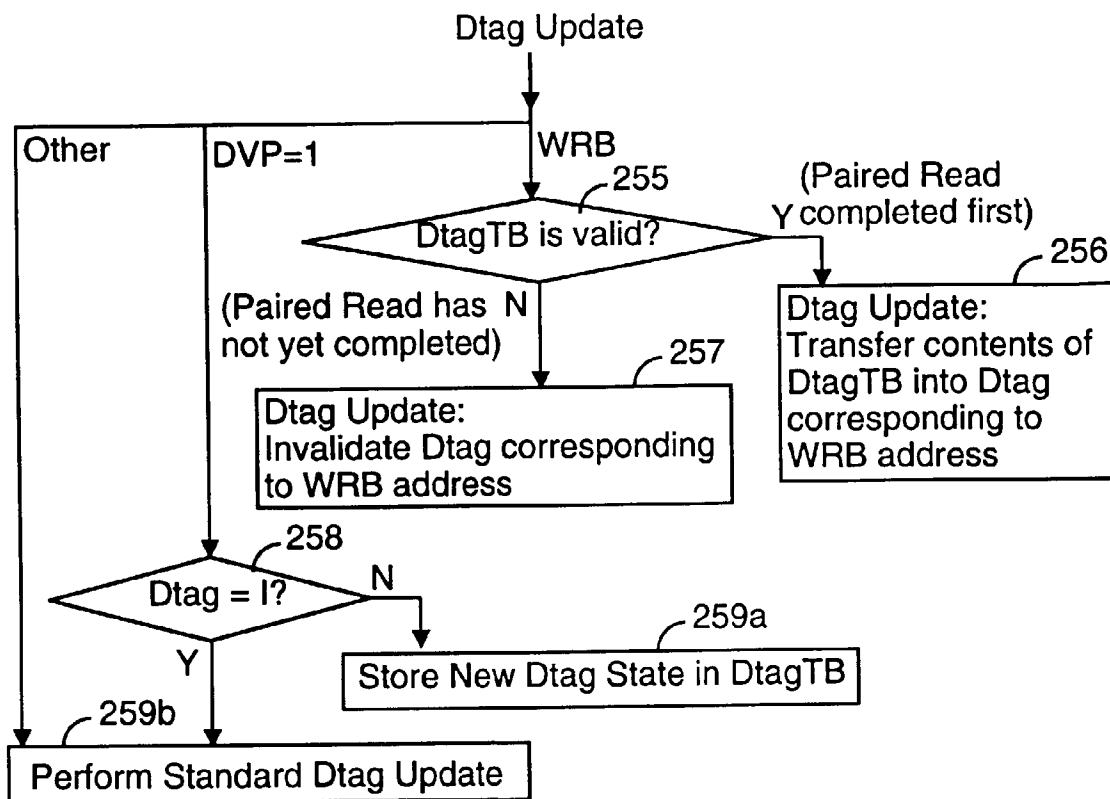 Dtag Update
Other
DVP=1
WRB
255
DtagTB is valid?
(Paired Read
Y completed first)
256
Dtag Update:
Transfer contents of
DtagTB into Dtag
corresponding to
WRB address
(Paired Read has N
not yet completed)
257
Dtag Update:
Invalidate Dtag corresponding
to WRB address
258
Dtag = I?
N
Y
259a
Store New Dtag State in DtagTB
259b
Perform Standard Dtag Update